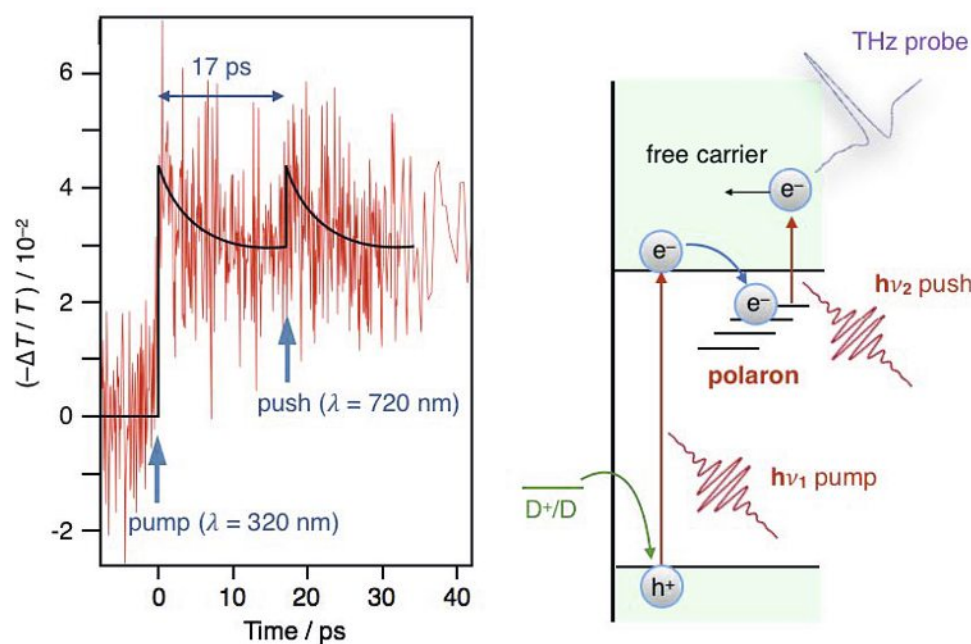 (−ΔT / T) / 10⁻²
6
4
2
0
-2
17 ps
push (λ = 720 nm)
pump (λ = 320 nm)
0
10
20
30
40
Time / ps
THz probe
free carrier
e⁻
e⁻
hν₂ push
e⁻
polaron
hν₁ pump
D⁺/D
h⁺